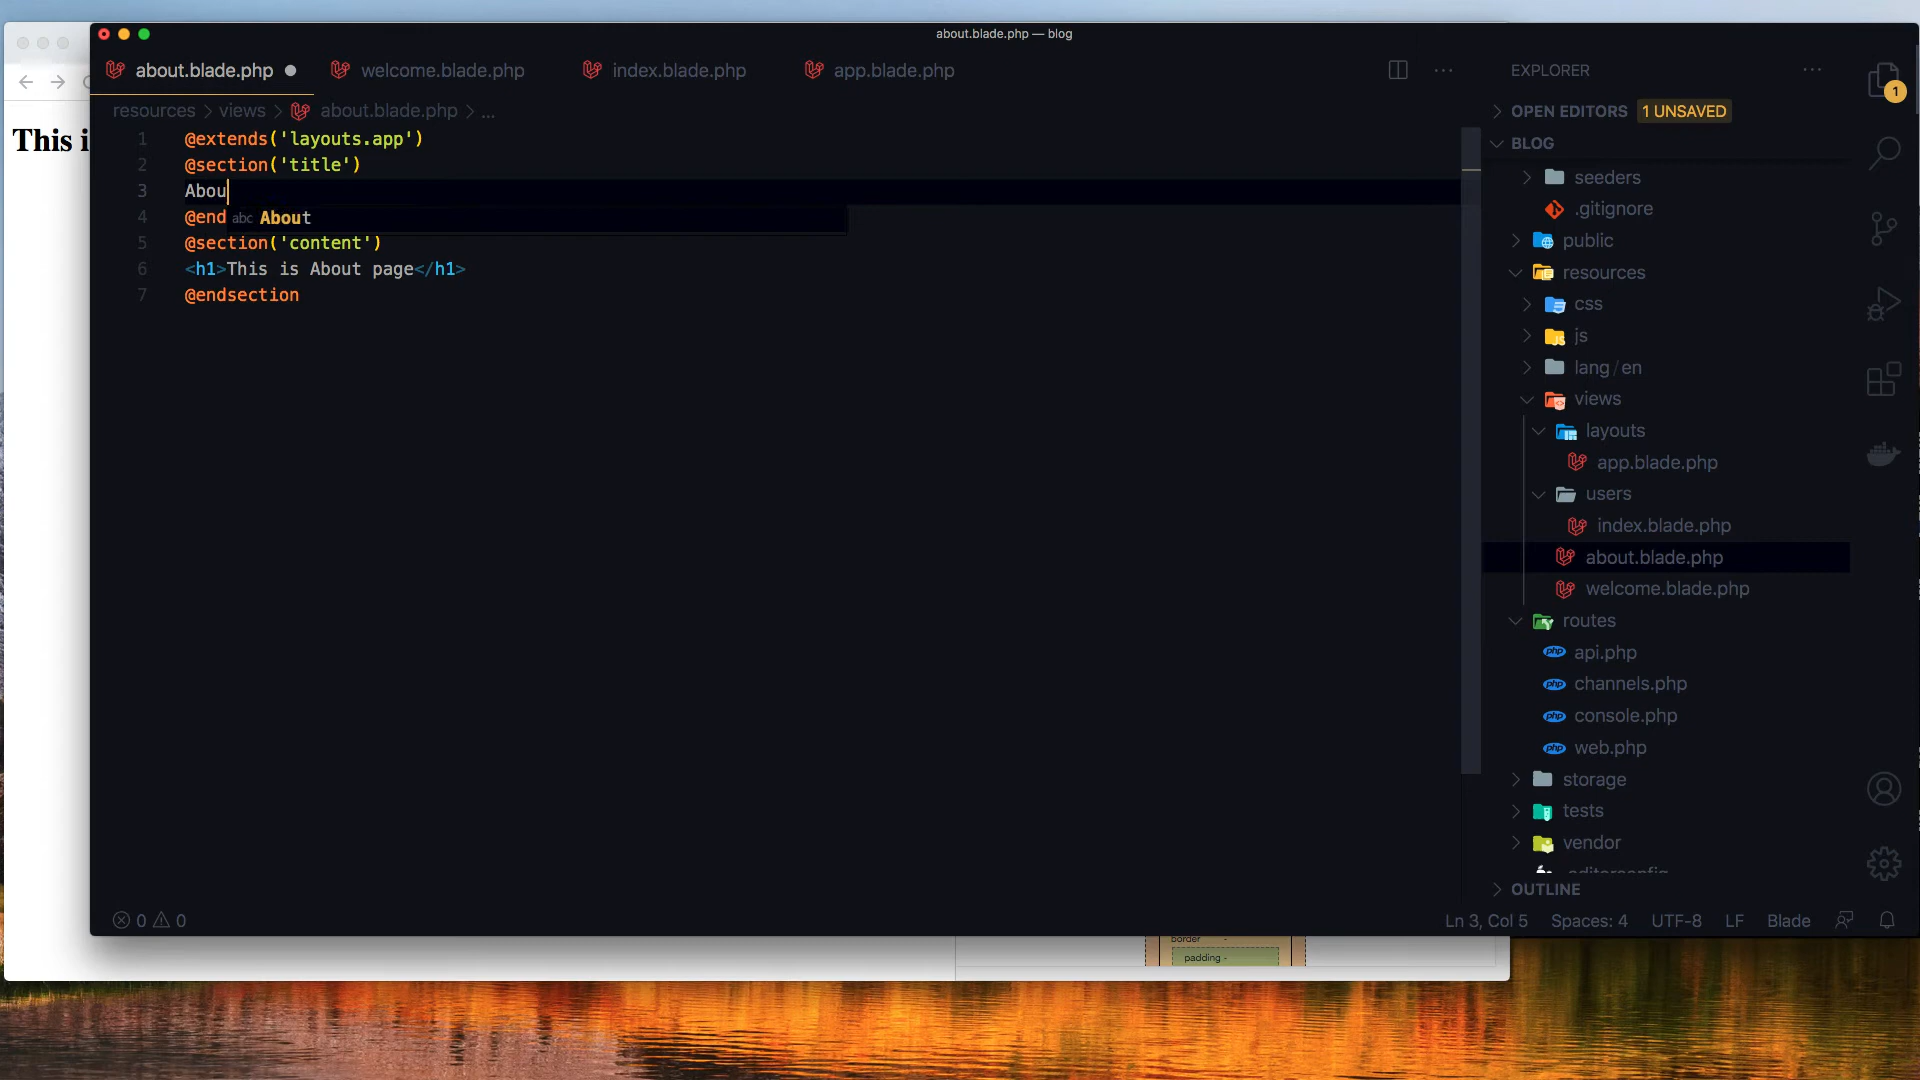 about.blade.php — blog
about.blade.php
welcome.blade.php
index.blade.php
app.blade.php
resources > views > about.blade.php > ...
This i
1 @extends('layouts.app')
2 @section('title')
3 Abou
4 @end
abc About
5 @section('content')
6 <h1>This is About page</h1>
7 @endsection
EXPLORER
OPEN EDITORS 1 UNSAVED
BLOG
seeders
.gitignore
public
resources
css
js
lang/en
views
layouts
app.blade.php
users
index.blade.php
about.blade.php
welcome.blade.php
routes
php api.php
php channels.php
php console.php
php web.php
storage
tests
vendor
.editorconfig
OUTLINE
1
0 0
Ln 3, Col 5
Spaces: 4
UTF-8
LF
Blade
border -
padding -